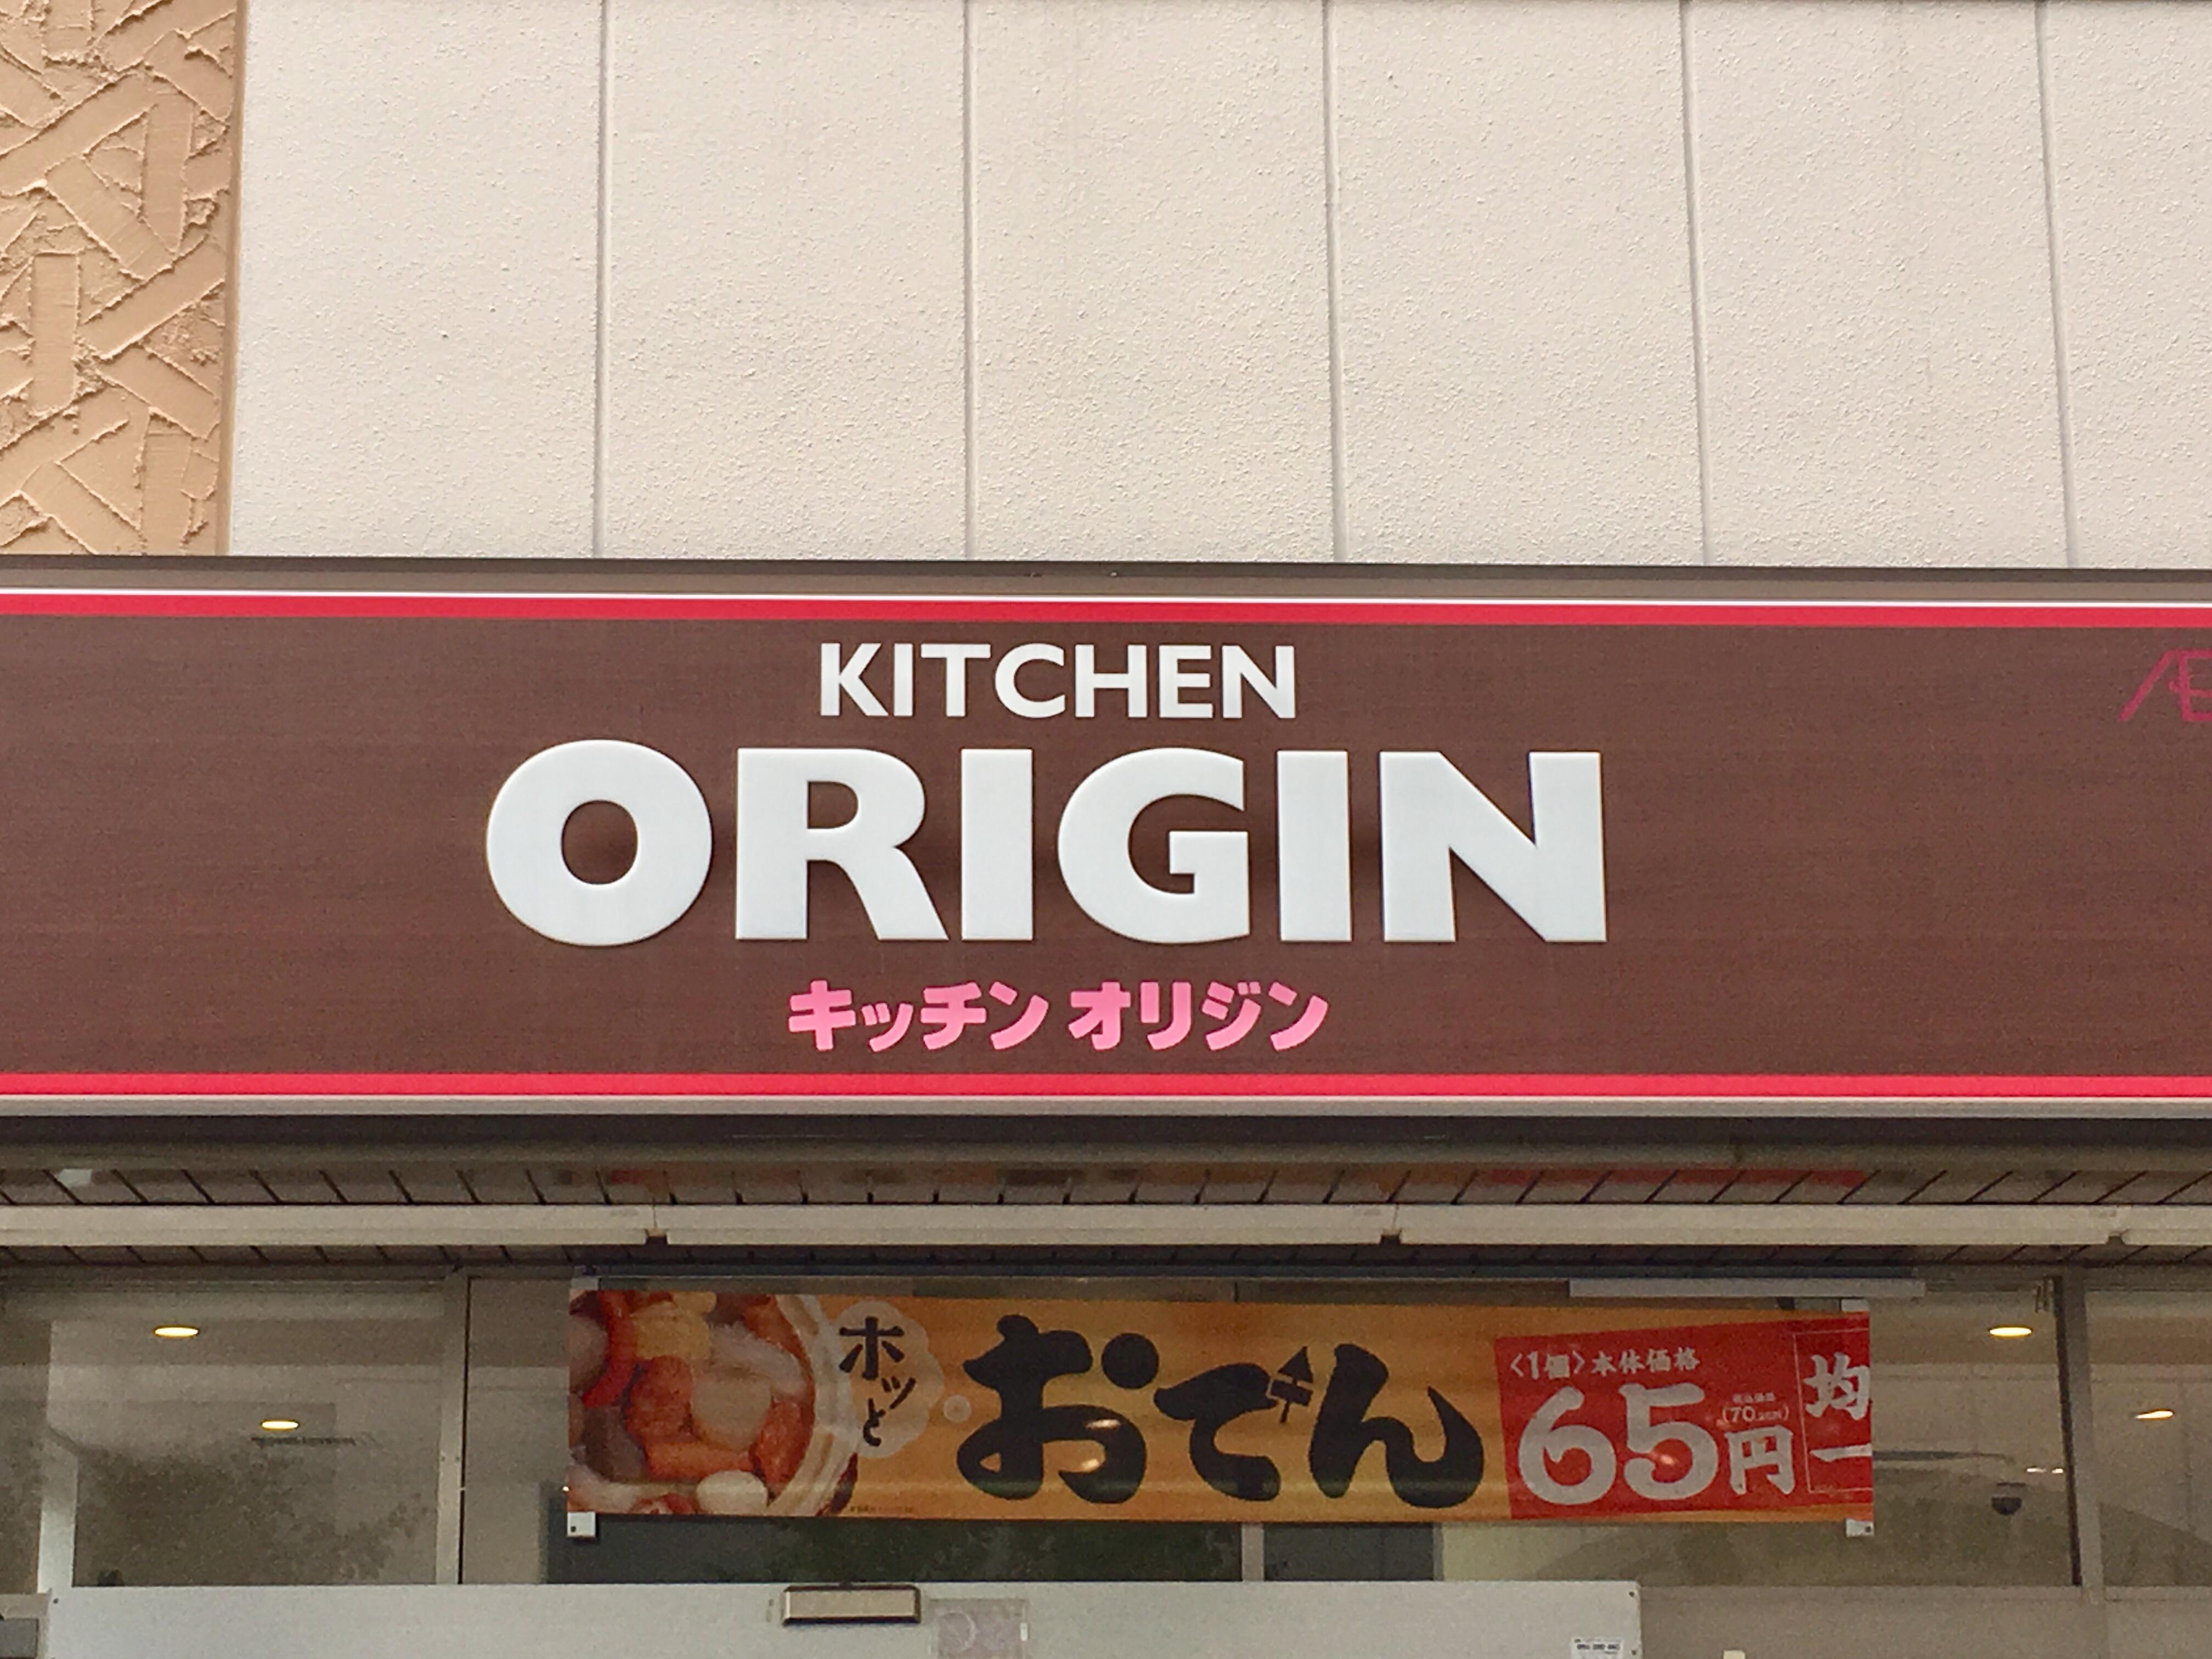 KITCHEN
ORIGIN
キッチン オリジン
ホッと
おでん
〈1個〉本体価格
65円
均一